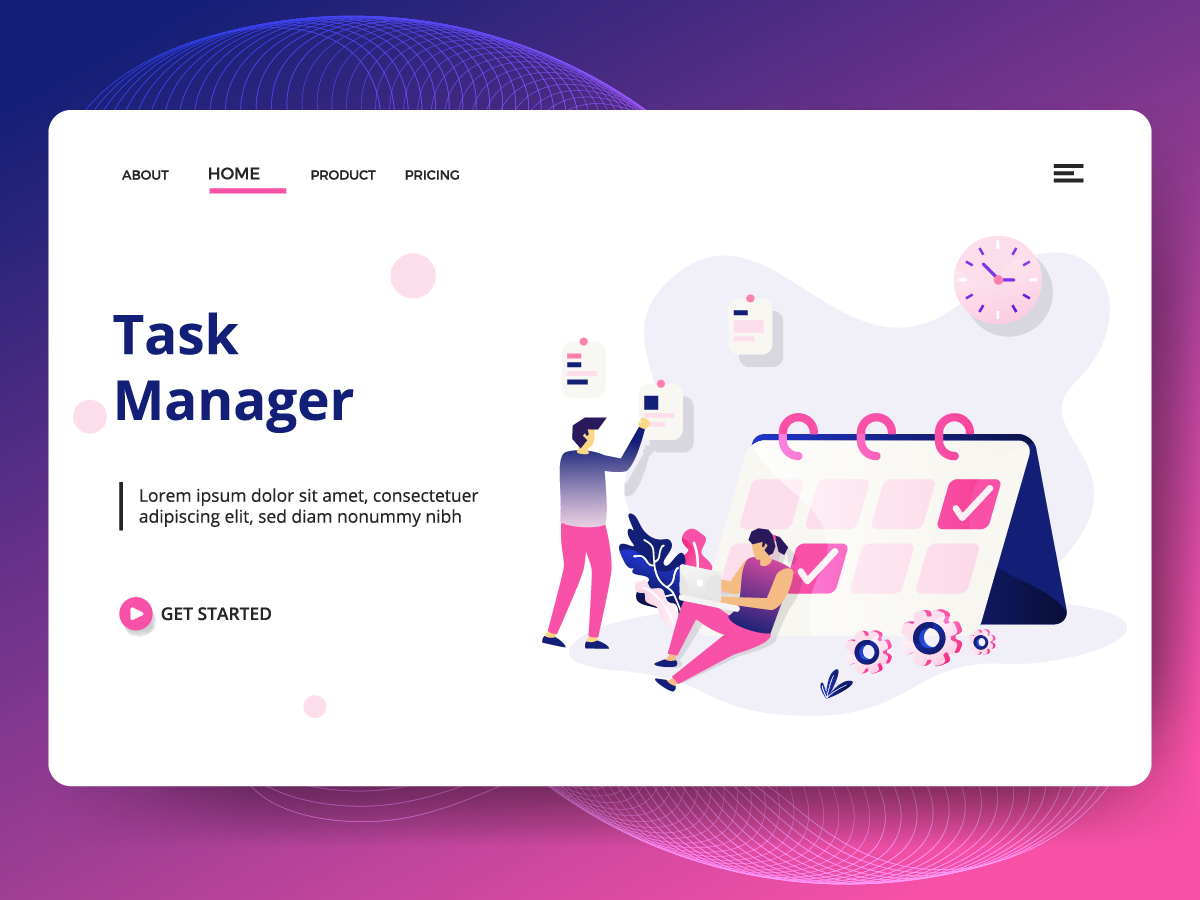 ABOUT HOME PRODUCT PRICING
Task
Manager
Lorem ipsum dolor sit amet, consectetuer
adipiscing elit, sed diam nonummy nibh
GET STARTED